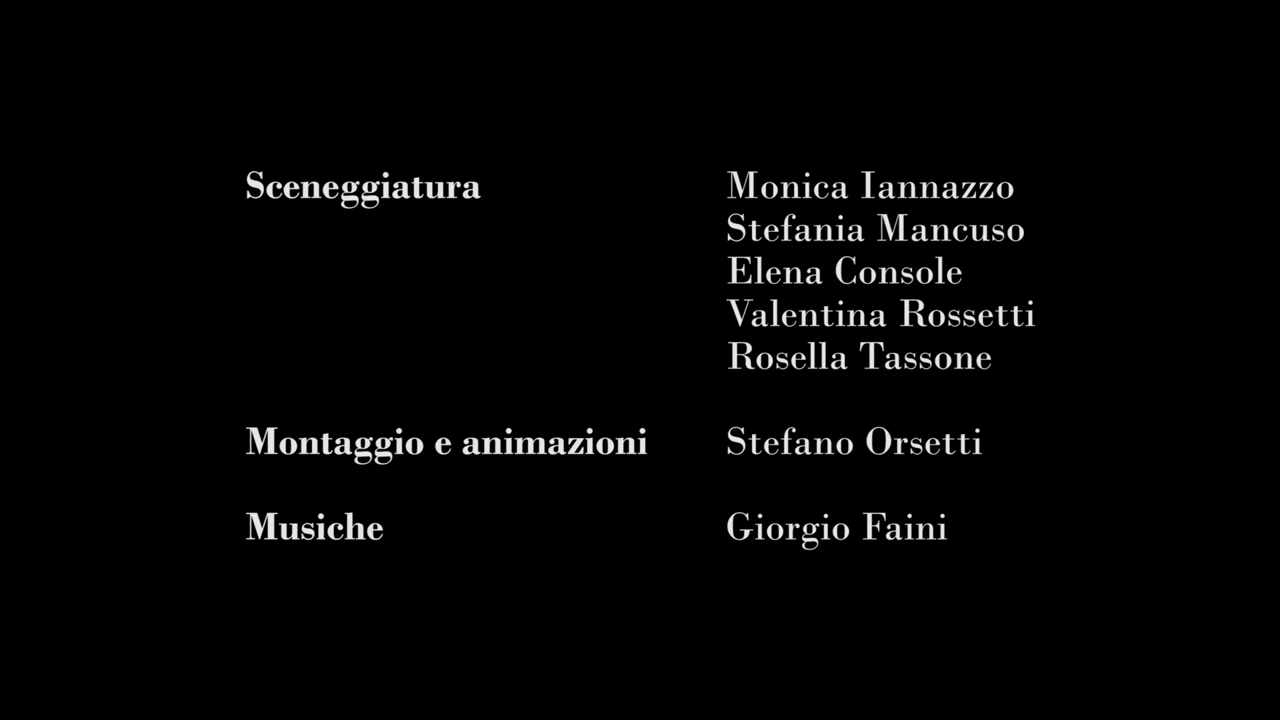 Sceneggiatura Monica Iannazzo
Stefania Mancuso
Elena Console
Valentina Rossetti
Rosella Tassone
Montaggio e animazioni Stefano Orsetti
Musiche Giorgio Faini